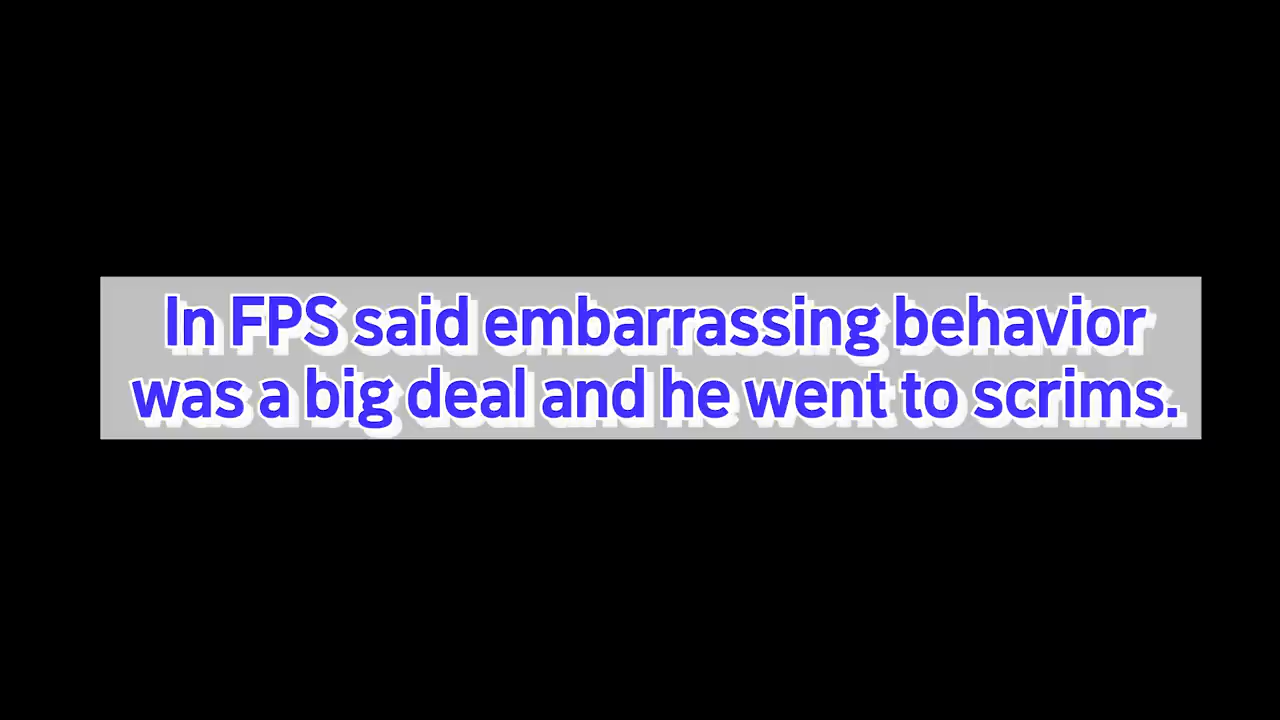 In FPS said embarrassing behavior
was a big deal and he went to scrims.